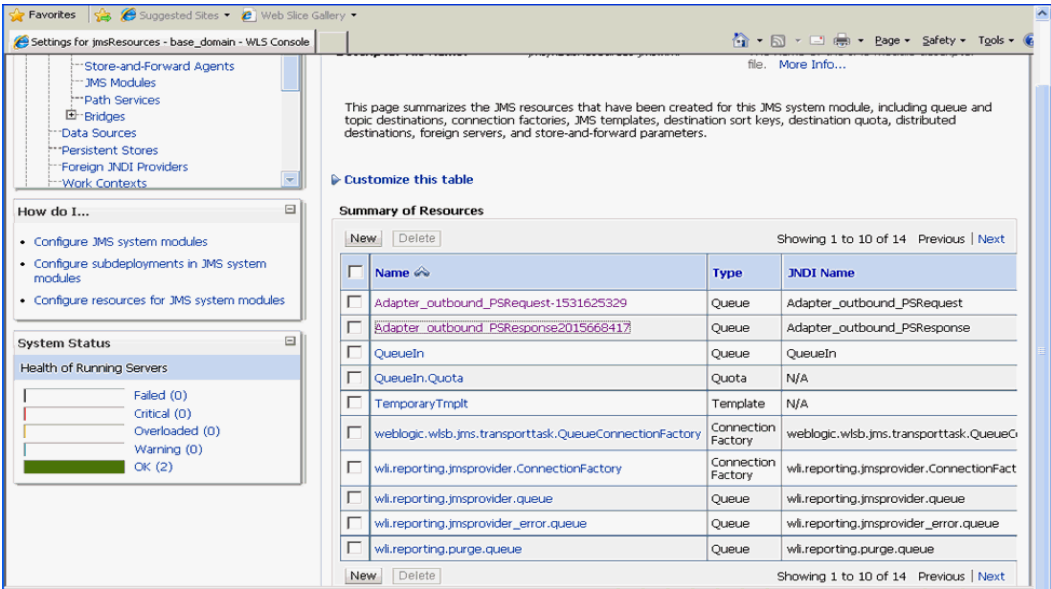 Favorites Suggested Sites Web Slice Gallery
Settings for jmsResources - base_domain - WLS Console
Page Safety Tools
file. More Info...
Store-and-Forward Agents
JMS Modules
Path Services
Bridges
Data Sources
Persistent Stores
Foreign JNDI Providers
Work Contexts
How do I...
Configure JMS system modules
Configure subdeployments in JMS system
modules
Configure resources for JMS system modules
System Status
Health of Running Servers
Failed (0)
Critical (0)
Overloaded (0)
Warning (0)
OK (2)
This page summarizes the JMS resources that have been created for this JMS system module, including queue and
topic destinations, connection factories, JMS templates, destination sort keys, destination quota, distributed
destinations, foreign servers, and store-and-forward parameters.
Customize this table
Summary of Resources
New Delete Showing 1 to 10 of 14 Previous | Next
Name Type JNDI Name
Adapter_outbound_PSRequest-1531625329 Queue Adapter_outbound_PSRequest
Adapter_outbound_PSResponse2015668417 Queue Adapter_outbound_PSResponse
QueueIn Queue QueueIn
QueueIn.Quota Quota N/A
TemporaryTmplt Template N/A
weblogic.wlsb.jms.transporttask.QueueConnectionFactory Connection Factory weblogic.wlsb.jms.transporttask.QueueC
wli.reporting.jmsprovider.ConnectionFactory Connection Factory wli.reporting.jmsprovider.ConnectionFact
wli.reporting.jmsprovider.queue Queue wli.reporting.jmsprovider.queue
wli.reporting.jmsprovider_error.queue Queue wli.reporting.jmsprovider_error.queue
wli.reporting.purge.queue Queue wli.reporting.purge.queue
New Delete Showing 1 to 10 of 14 Previous | Next